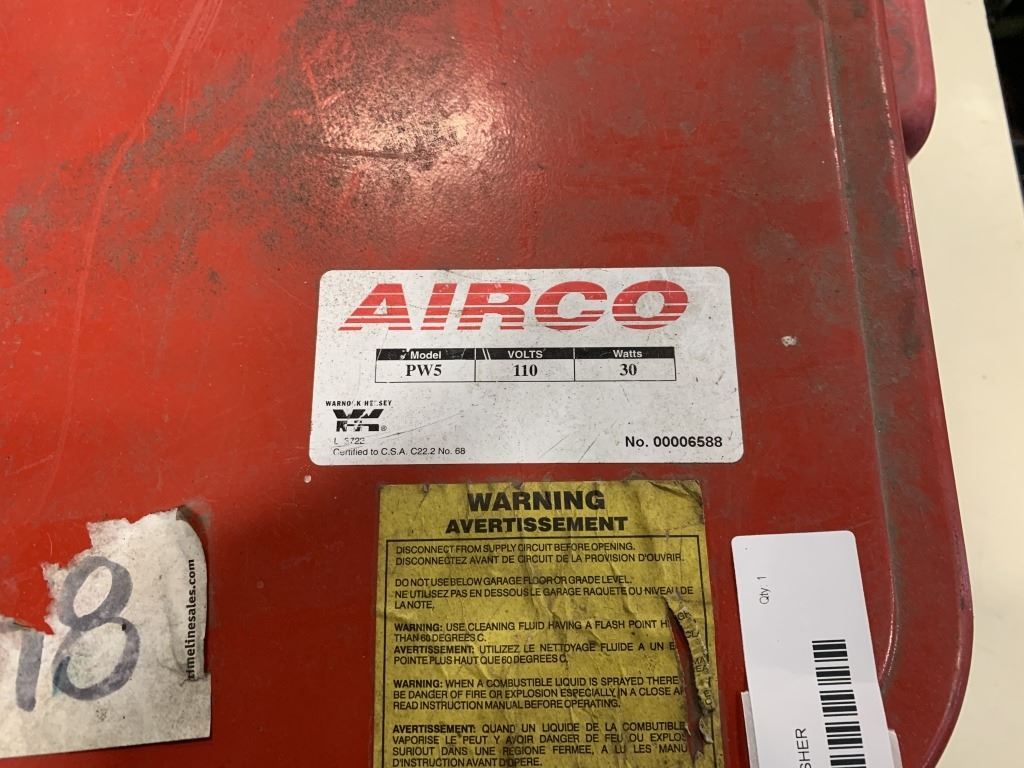 AIRCO
Model VOLTS Watts
PW5 110 30
WARNOCK HERSEY
WH
®
3722
Certified to C.S.A. C22.2 No. 68
No. 00006588
WARNING
AVERTISSEMENT
DISCONNECT FROM SUPPLY CIRCUIT BEFORE OPENING.
DISCONNECTEZ AVANT DE CIRCUIT DE LA PROVISION D'OUVRIR.
DO NOT USE BELOW GARAGE FLOOR OR GRADE LEVEL.
NE UTILISEZ PAS EN DESSOUS LE GARAGE RAQUETE OU NIVEAU DE
LA NOTE,
WARNING: USE CLEANING FLUID HAVING A FLASH POINT
THAN 60 DEGREES C.
AVERTISSEMENT: UTILIZEZ LE NETTOYAGE FLUIDE A UN
POINTE PLUS HAUT QUE 60 DEGREES C.
WARNING: WHEN A COMBUSTIBLE LIQUID IS SPRAYED THERE
BE DANGER OF FIRE OR EXPLOSION ESPECIALLY IN A CLOSE
READ INSTRUCTION MANUAL BEFORE OPERATING.
AVERTISSEMENT: QUAND UN LIQUIDE DE LA COMBUTIBLE
VAPORISE LE PEUT Y AVOIR DANGER DE FEU OU EXPLOS
SURIOUT DANS UNE REGIONE FERMEE, A LU LES MANU
D'INSTRUCTION AVANT D'OPERE.
18
timelinesales.com
Qty 1
SHER